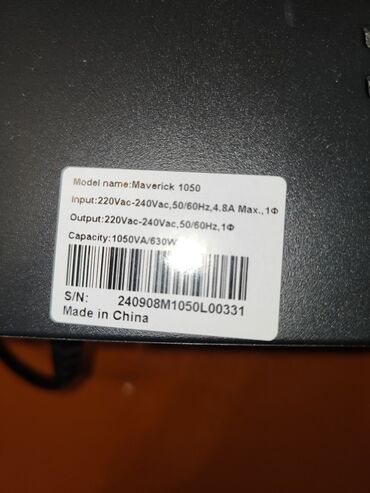 Model name:Maverick 1050
Input:220Vac-240Vac,50/60Hz,4.8A Max.,1Φ
Output:220Vac-240Vac,50/60Hz,1Φ
Capacity:1050VA/630W
S/N: 240908M1050L00331
Made in China